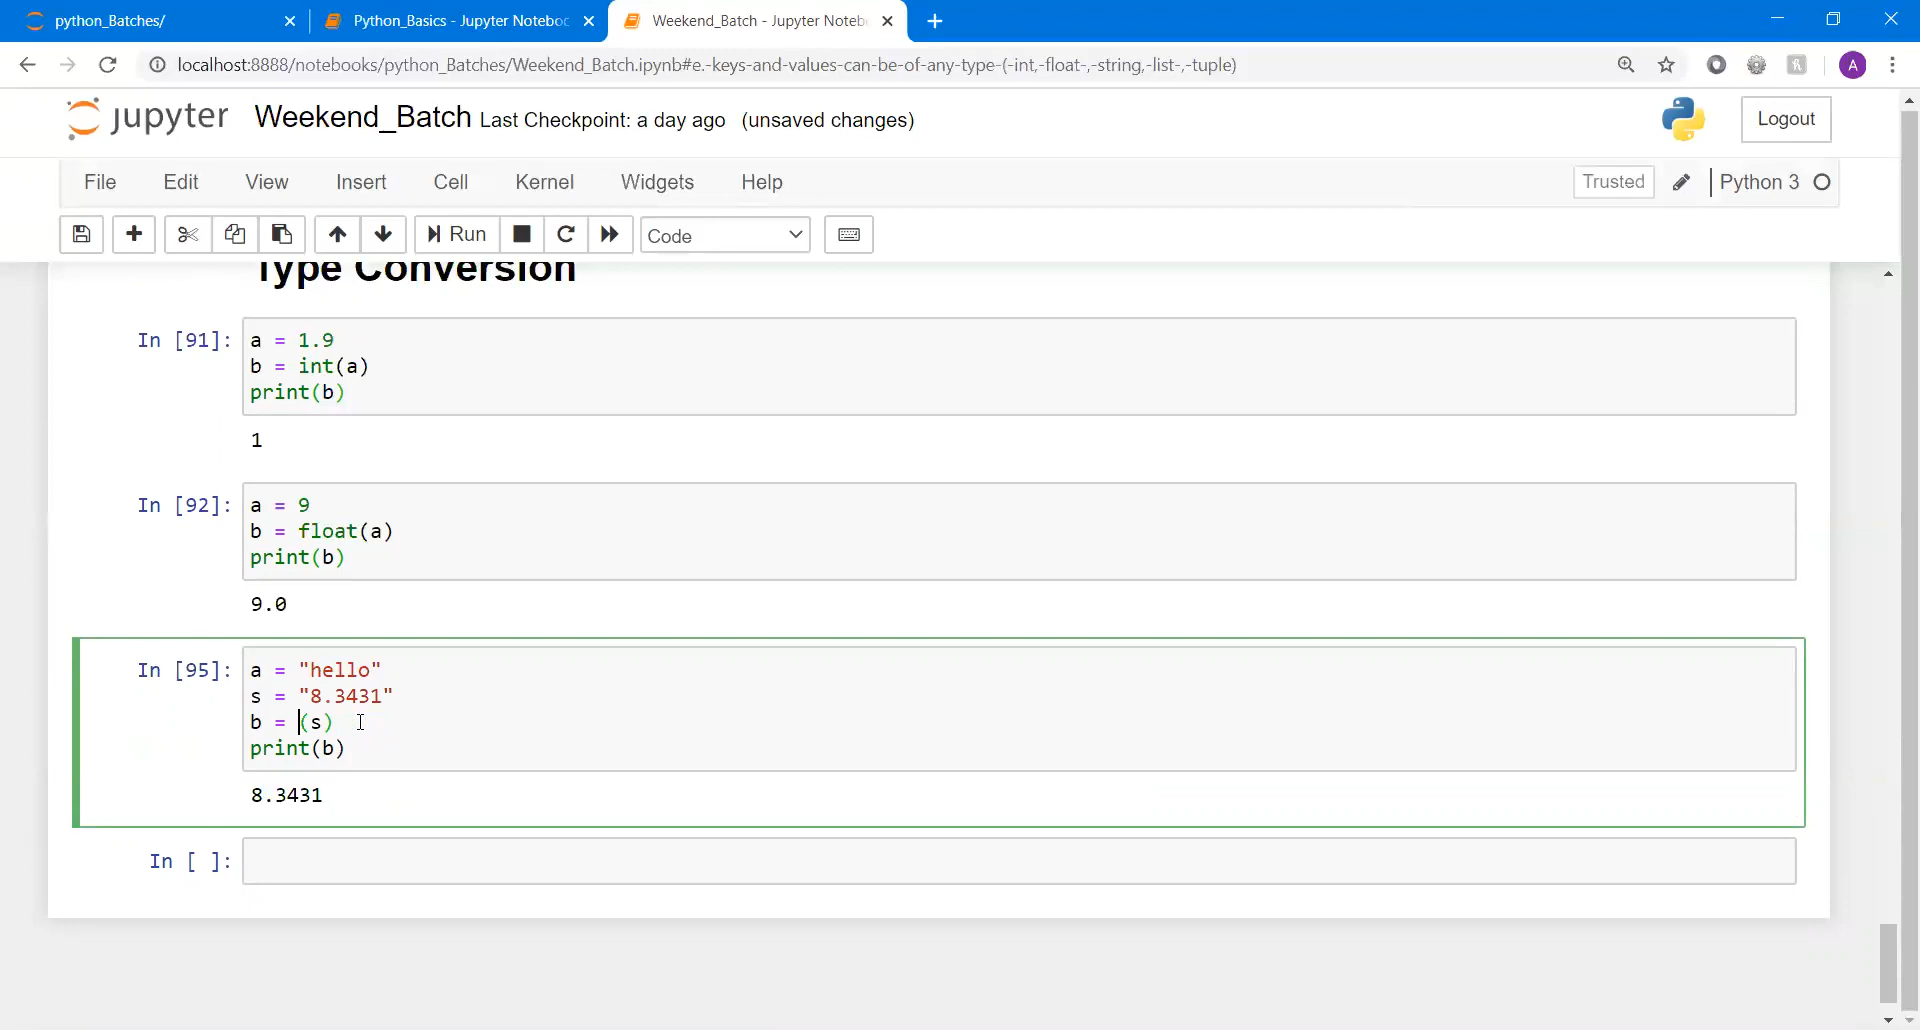 python_Batches/
Python_Basics - Jupyter Noteboc
Weekend_Batch - Jupyter Noteb
localhost:8888/notebooks/python_Batches/Weekend_Batch.ipynb#e.-keys-and-values-can-be-of-any-type-(-int,-float-,-string,-list-,-tuple)
A
jupyter Weekend_Batch Last Checkpoint: a day ago (unsaved changes)
Logout
File Edit View Insert Cell Kernel Widgets Help
Trusted Python 3
Run
Code
Type Conversion
In [91]: a = 1.9
b = int(a)
print(b)
1
In [92]: a = 9
b = float(a)
print(b)
9.0
In [95]: a = "hello"
s = "8.3431"
b = (s)
print(b)
8.3431
In [ ]: